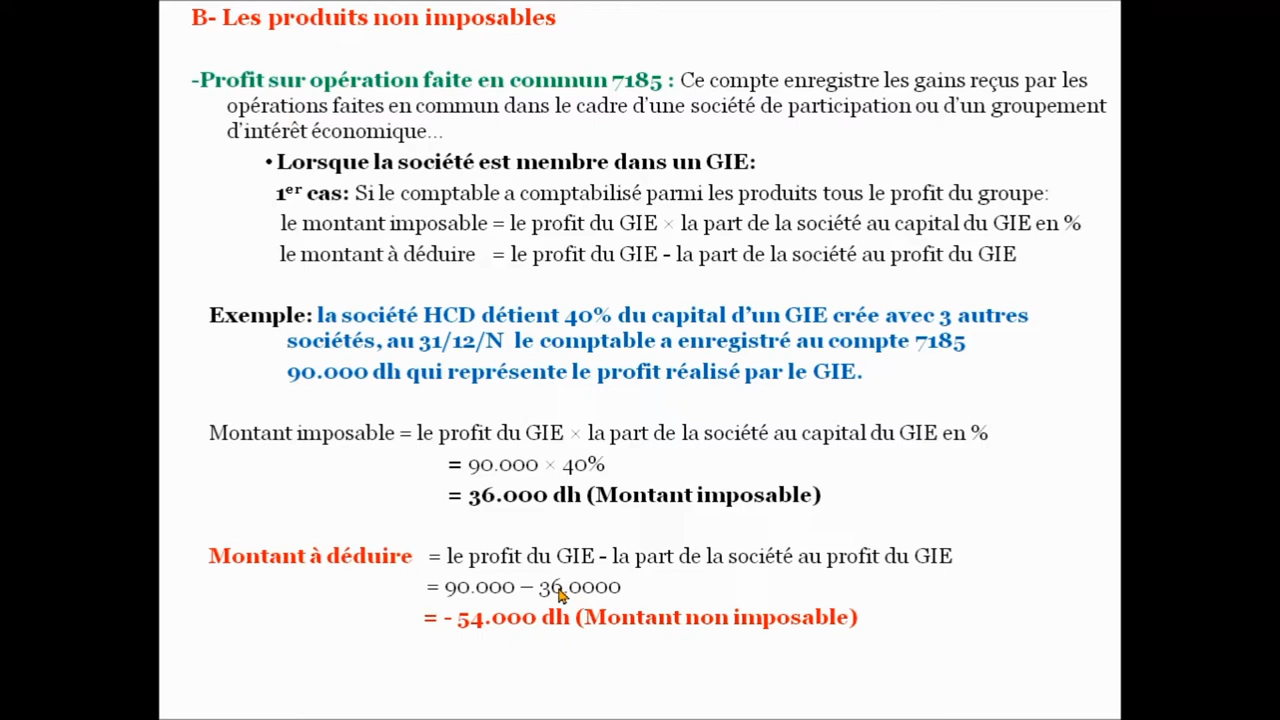 B- Les produits non imposables
-Profit sur opération faite en commun 7185 : Ce compte enregistre les gains reçus par les
opérations faites en commun dans le cadre d'une société de participation ou d'un groupement
d'intérêt économique…
• Lorsque la société est membre dans un GIE:
1er cas: Si le comptable a comptabilisé parmi les produits tous le profit du groupe:
le montant imposable = le profit du GIE × la part de la société au capital du GIE en %
le montant à déduire = le profit du GIE - la part de la société au profit du GIE
Exemple: la société HCD détient 40% du capital d'un GIE crée avec 3 autres
sociétés, au 31/12/N le comptable a enregistré au compte 7185
90.000 dh qui représente le profit réalisé par le GIE.
Montant imposable = le profit du GIE × la part de la société au capital du GIE en %
= 90.000 × 40%
= 36.000 dh (Montant imposable)
Montant à déduire = le profit du GIE - la part de la société au profit du GIE
= 90.000 – 36.0000
= - 54.000 dh (Montant non imposable)